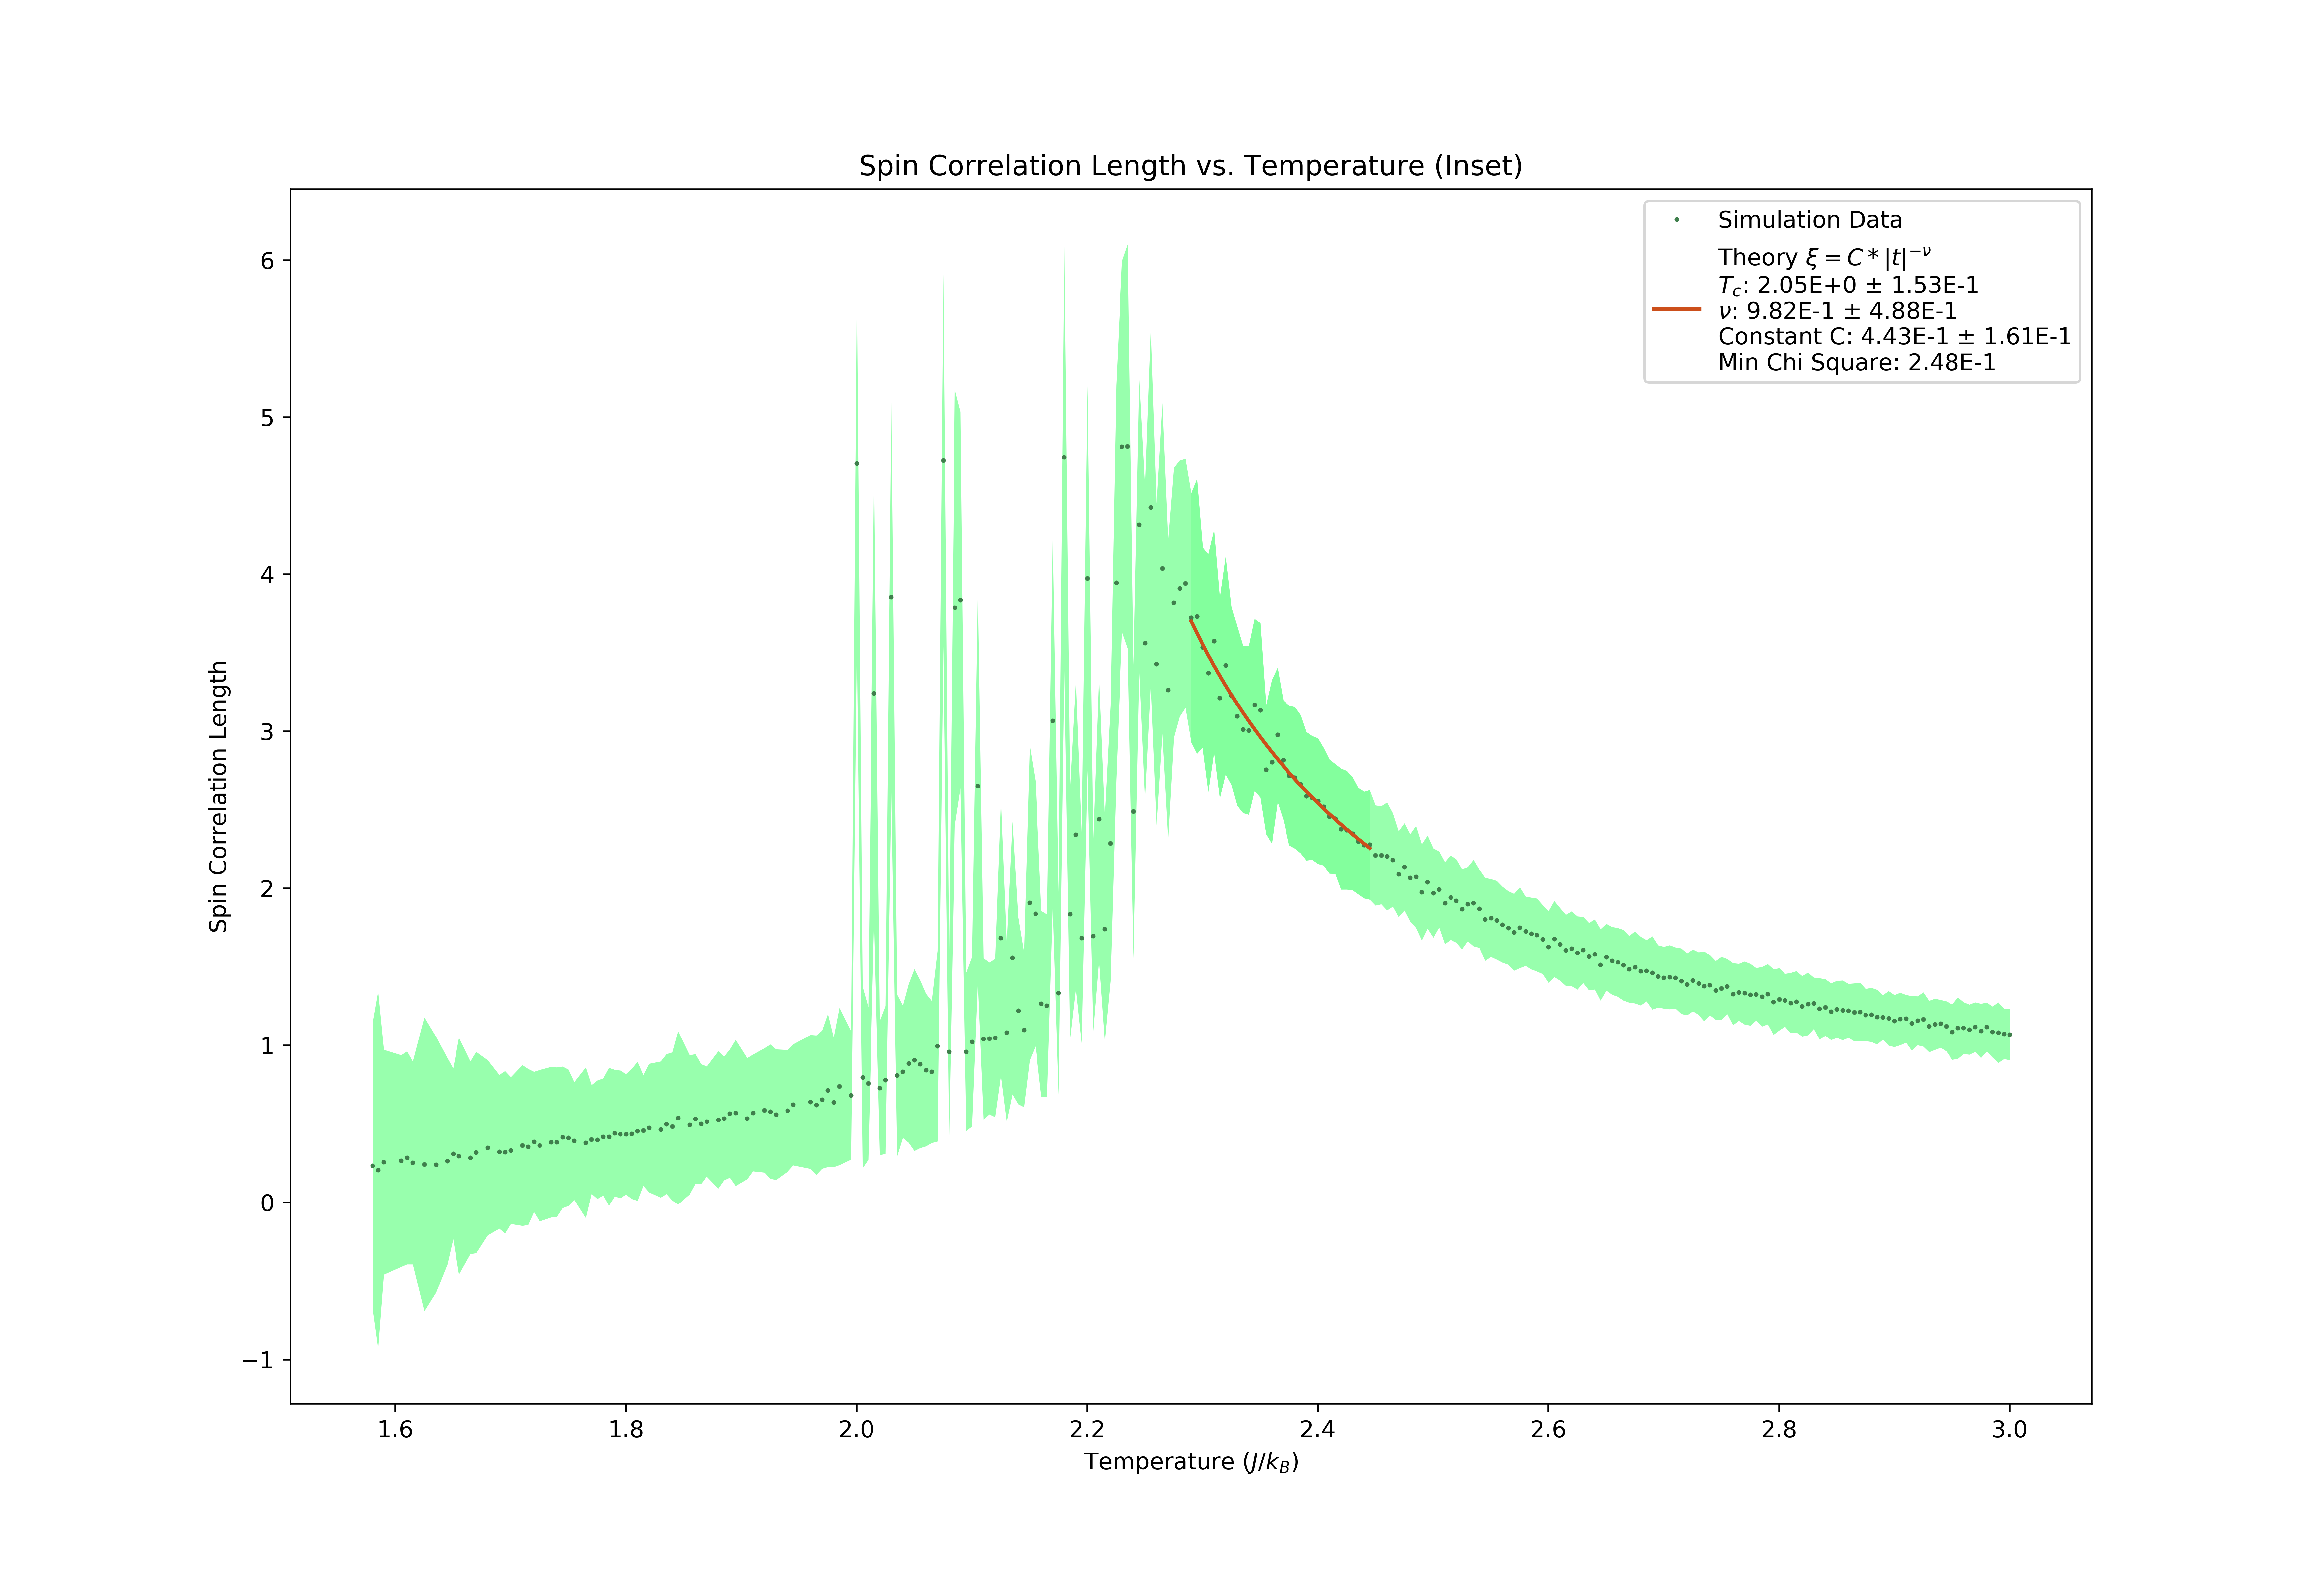 Spin Correlation Length vs. Temperature (Inset)
Simulation Data
Theory ξ = C * |t|^{−ν}
T_c: 2.05E+0 ± 1.53E-1
ν: 9.82E-1 ± 4.88E-1
Constant C: 4.43E-1 ± 1.61E-1
Min Chi Square: 2.48E-1
Spin Correlation Length
6
5
4
3
2
1
0
−1
1.6 1.8 2.0 2.2 2.4 2.6 2.8 3.0
Temperature (J/k_B)